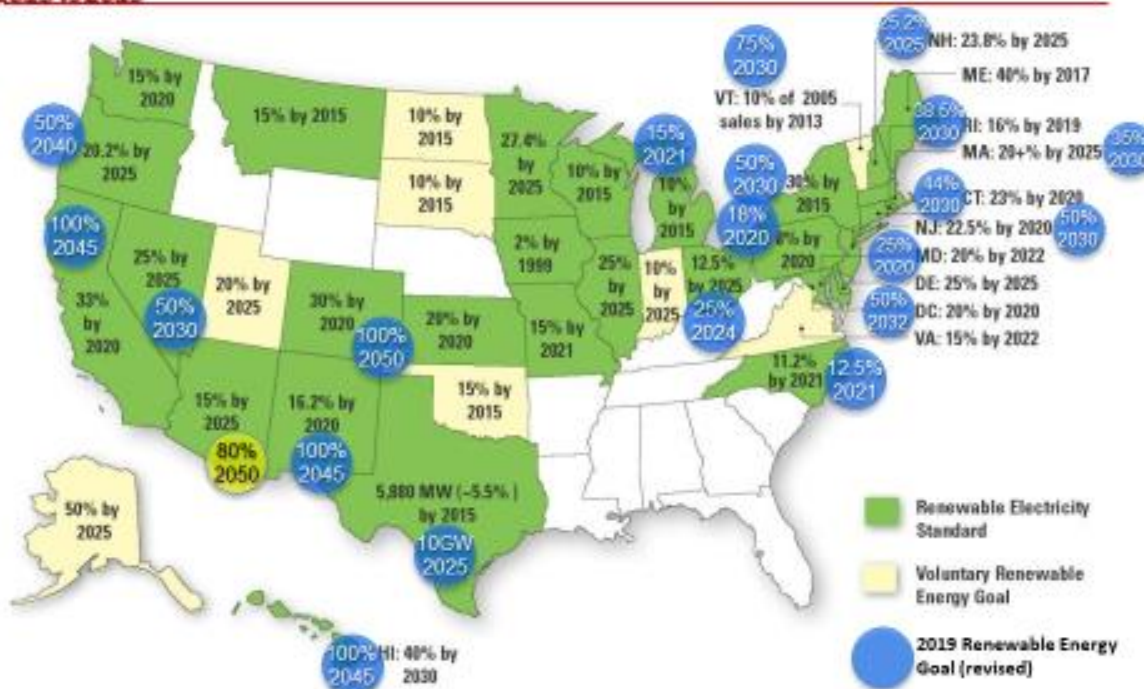 75%
2030
25.2%
2025
NH: 23.8% by 2025
ME: 40% by 2017
VT: 10% of 2005
sales by 2013
38.5%
2030
RI: 16% by 2019
MA: 20+% by 2025
35%
2030
44%
2030
CT: 23% by 2020
NJ: 22.5% by 2020
50%
2030
25%
2020
MD: 20% by 2022
DE: 25% by 2025
50%
2032
DC: 20% by 2020
VA: 15% by 2022
15% by
2020
50%
2040
20.2% by
2025
15% by 2015
10% by
2015
10% by
2015
27.4%
by
2025
10% by
2015
15%
2021
10%
by
2015
50%
2030
30% by
2015
18%
2020
8% by
2020
100%
2045
33%
by
2020
25%
by
2025
50%
2030
20% by
2025
30% by
2020
100%
2050
20% by
2020
2% by
1999
15% by
2021
25%
by
2025
10%
by
2025
12.5%
by 2025
2024
11.2%
by 2021
12.5%
2021
15% by
2025
80%
2050
16.2% by
2020
100%
2045
15% by
2015
5,880 MW (~5.5% )
by 2015
10GW
2025
50% by
2025
100%
2045
HI: 40% by
2030
Renewable Electricity
Standard
Voluntary Renewable
Energy Goal
2019 Renewable Energy
Goal (revised)